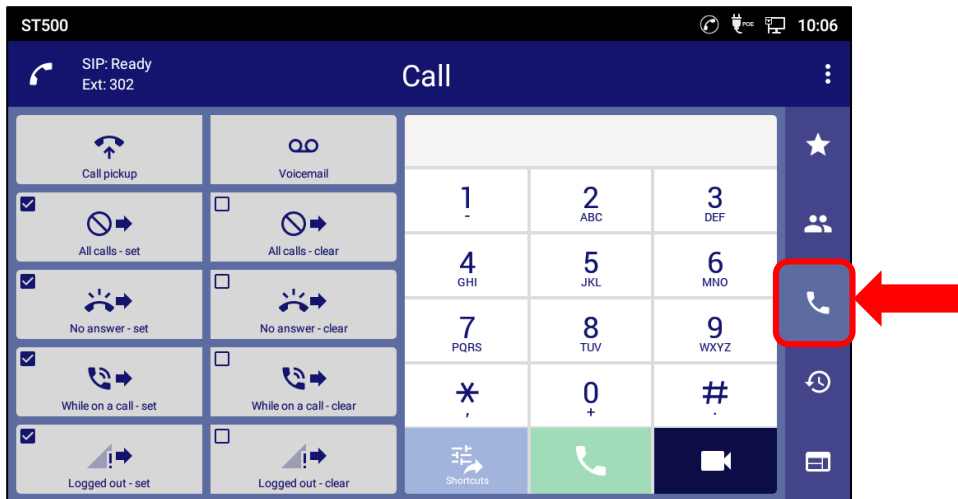 ST500
POE
10:06
SIP: Ready
Ext: 302
Call
Call pickup
Voicemail
All calls - set
All calls - clear
No answer - set
No answer - clear
While on a call - set
While on a call - clear
Logged out - set
Logged out - clear
1
-
2
ABC
3
DEF
4
GHI
5
JKL
6
MNO
7
PQRS
8
TUV
9
WXYZ
*
,
0
+
#
.
Shortcuts